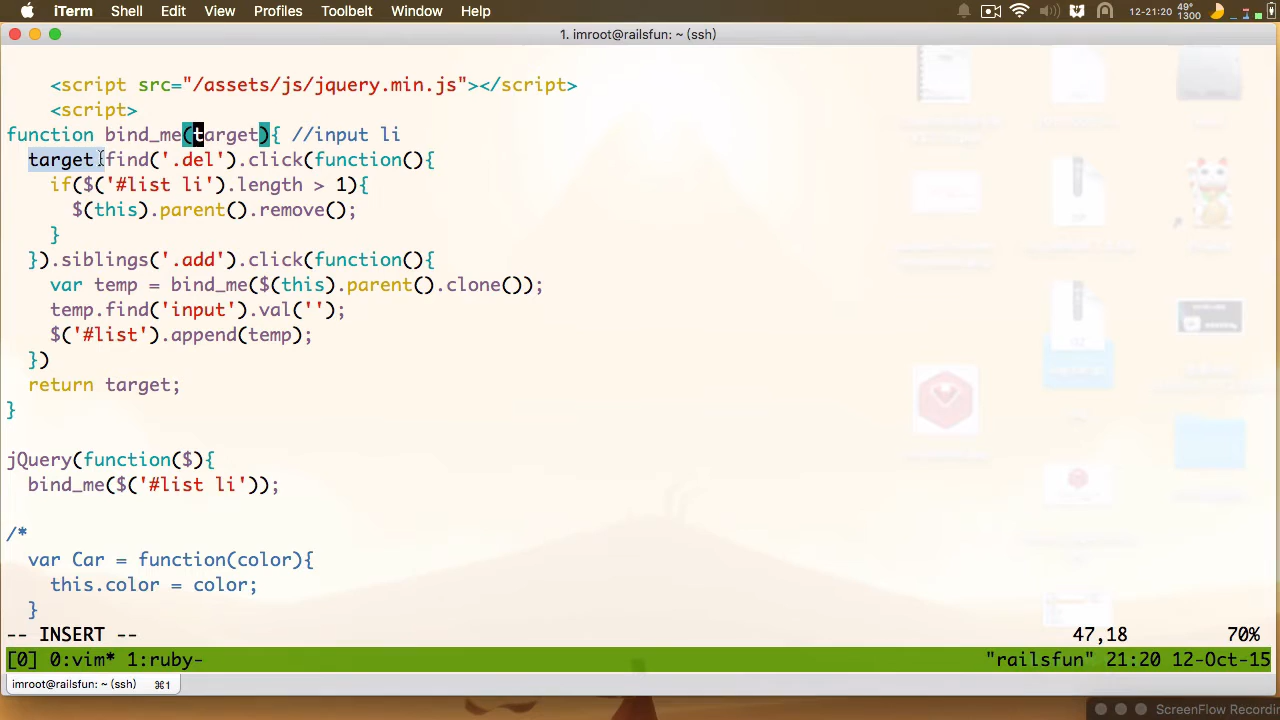 iTerm Shell Edit View Profiles Toolbelt Window Help 12-21:20 49° 1300
1. imroot@railsfun: ~ (ssh)
<script src="/assets/js/jquery.min.js"></script>
<script>
function bind_me(target){ //input li
target.find('.del').click(function(){
if($('#list li').length > 1){
$(this).parent().remove();
}
}).siblings('.add').click(function(){
var temp = bind_me($(this).parent().clone());
temp.find('input').val('');
$('#list').append(temp);
})
return target;
}
jQuery(function($){
bind_me($('#list li'));
/*
var Car = function(color){
this.color = color;
}
-- INSERT -- 47,18 70%
[0] 0:vim* 1:ruby- "railsfun" 21:20 12-Oct-15
imroot@railsfun: ~ (ssh) ⌘1
ScreenFlow Recordin